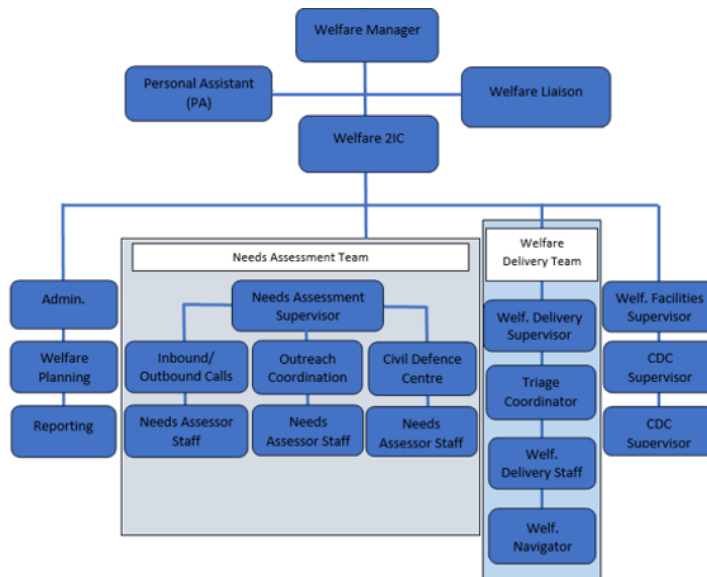 Welfare Manager
Personal Assistant
(PA)
Welfare Liaison
Welfare 2IC
Needs Assessment Team
Welfare
Delivery Team
Admin.
Welfare
Planning
Reporting
Needs Assessment
Supervisor
Inbound/
Outbound Calls
Outreach
Coordination
Civil Defence
Centre
Needs Assessor
Staff
Needs
Assessor Staff
Needs
Assessor Staff
Welf. Delivery
Supervisor
Triage
Coordinator
Welf.
Delivery Staff
Welf.
Navigator
Welf. Facilities
Supervisor
CDC
Supervisor
CDC
Supervisor